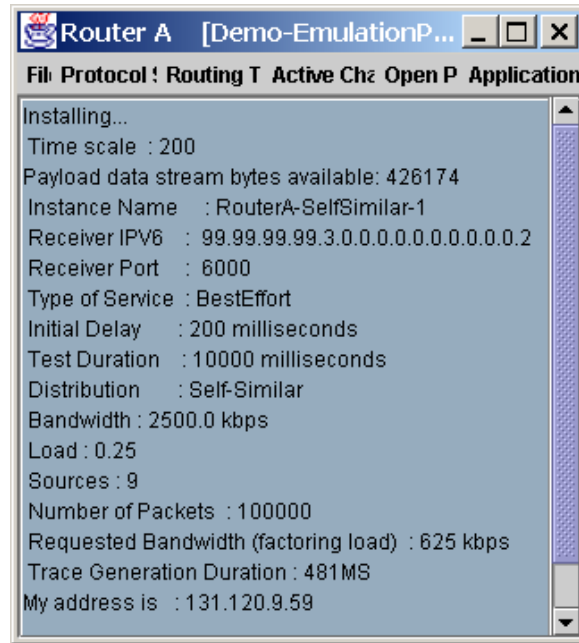 Router A [Demo-EmulationP...
Fil Protocol S Routing T Active Cha Open P Application
Installing...
Time scale : 200
Payload data stream bytes available: 426174
Instance Name : RouterA-SelfSimilar-1
Receiver IPV6 : 99.99.99.99.3.0.0.0.0.0.0.0.0.0.0.2
Receiver Port : 6000
Type of Service : BestEffort
Initial Delay : 200 milliseconds
Test Duration : 10000 milliseconds
Distribution : Self-Similar
Bandwidth : 2500.0 kbps
Load : 0.25
Sources : 9
Number of Packets : 100000
Requested Bandwidth (factoring load) : 625 kbps
Trace Generation Duration : 481MS
My address is : 131.120.9.59